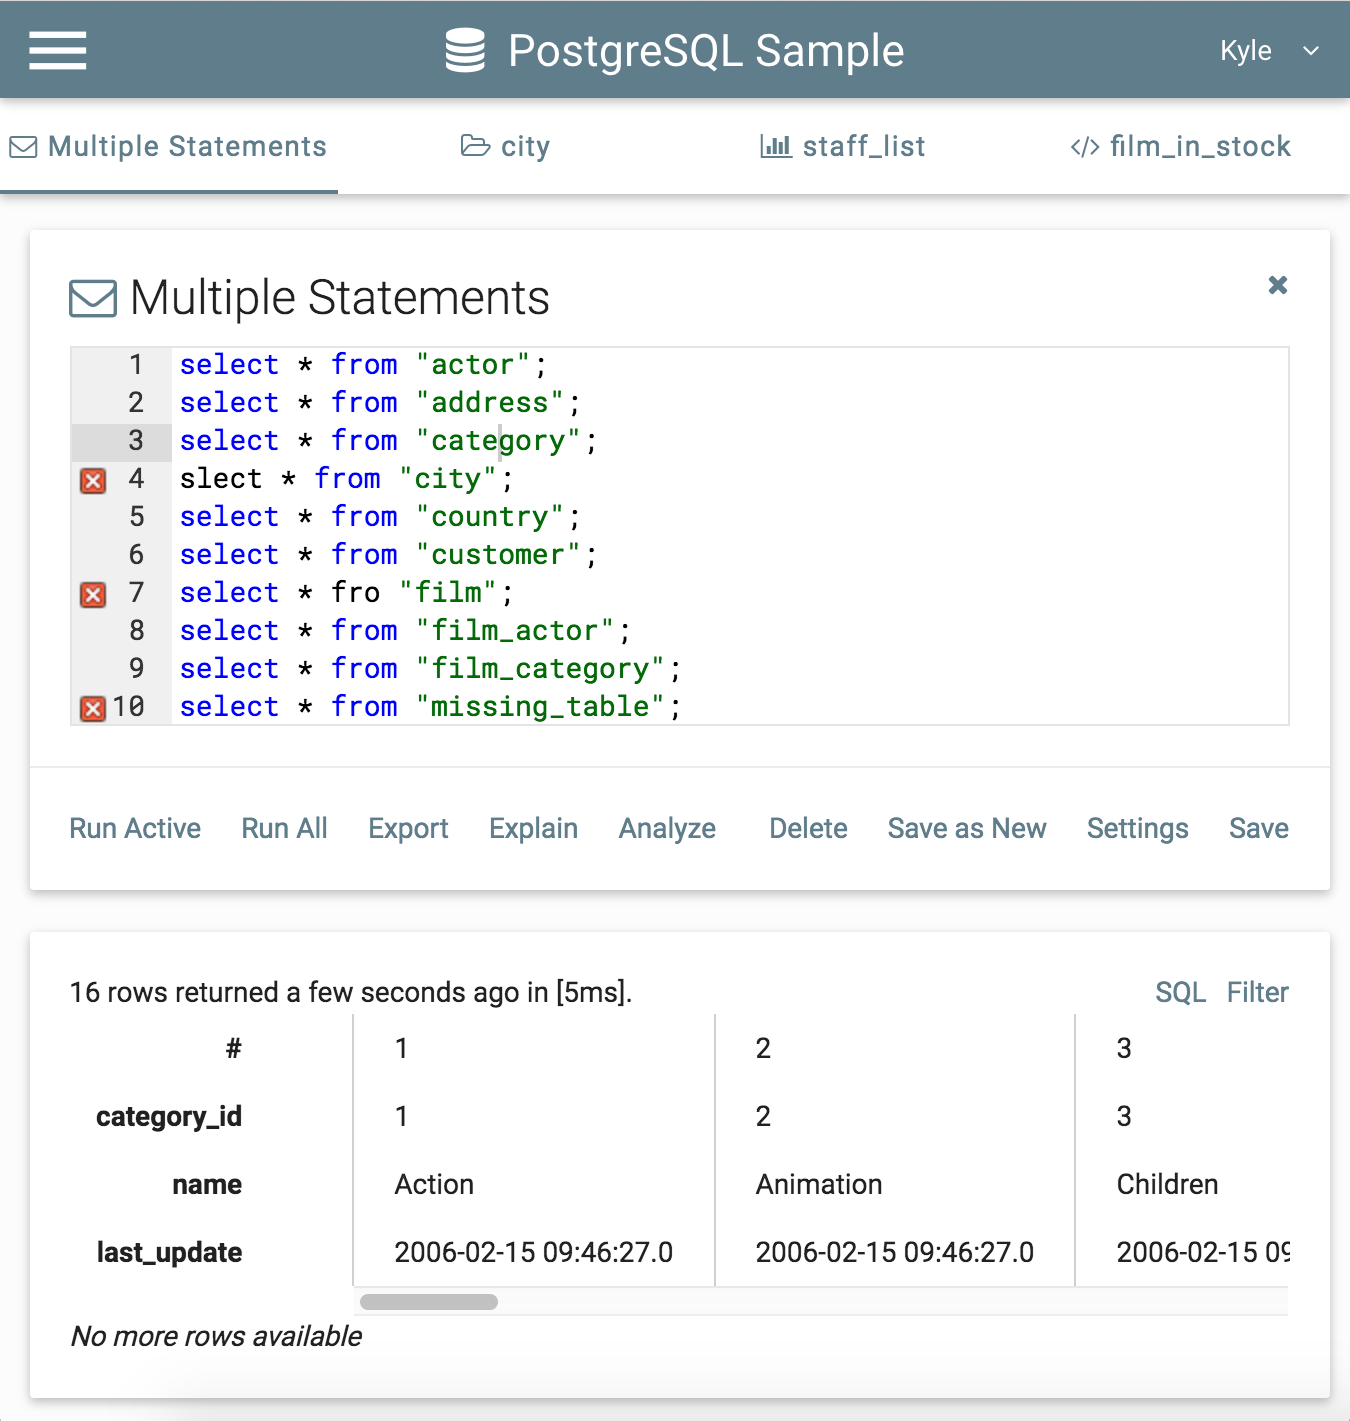 PostgreSQL Sample Kyle
Multiple Statements city staff_list film_in_stock
Multiple Statements
1 select * from "actor";
2 select * from "address";
3 select * from "category";
4 slect * from "city";
5 select * from "country";
6 select * from "customer";
7 select * fro "film";
8 select * from "film_actor";
9 select * from "film_category";
10 select * from "missing_table";
Run Active Run All Export Explain Analyze Delete Save as New Settings Save
16 rows returned a few seconds ago in [5ms]. SQL Filter
# 1 2 3
category_id 1 2 3
name Action Animation Children
last_update 2006-02-15 09:46:27.0 2006-02-15 09:46:27.0 2006-02-15 09
No more rows available